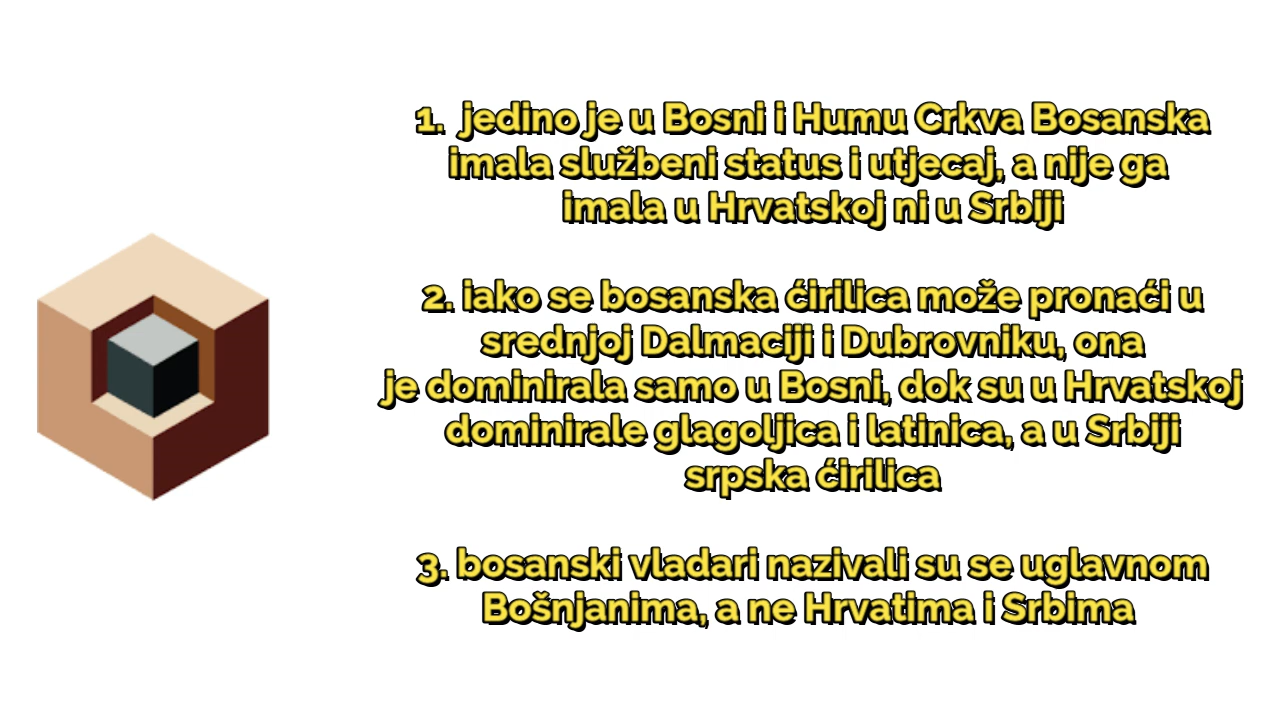 1. jedino je u Bosni i Humu Crkva Bosanska
imala službeni status i utjecaj, a nije ga
imala u Hrvatskoj ni u Srbiji
2. iako se bosanska ćirilica može pronaći u
srednjoj Dalmaciji i Dubrovniku, ona
je dominirala samo u Bosni, dok su u Hrvatskoj
dominirale glagoljica i latinica, a u Srbiji
srpska ćirilica
3. bosanski vladari nazivali su se uglavnom
Bošnjanima, a ne Hrvatima i Srbima